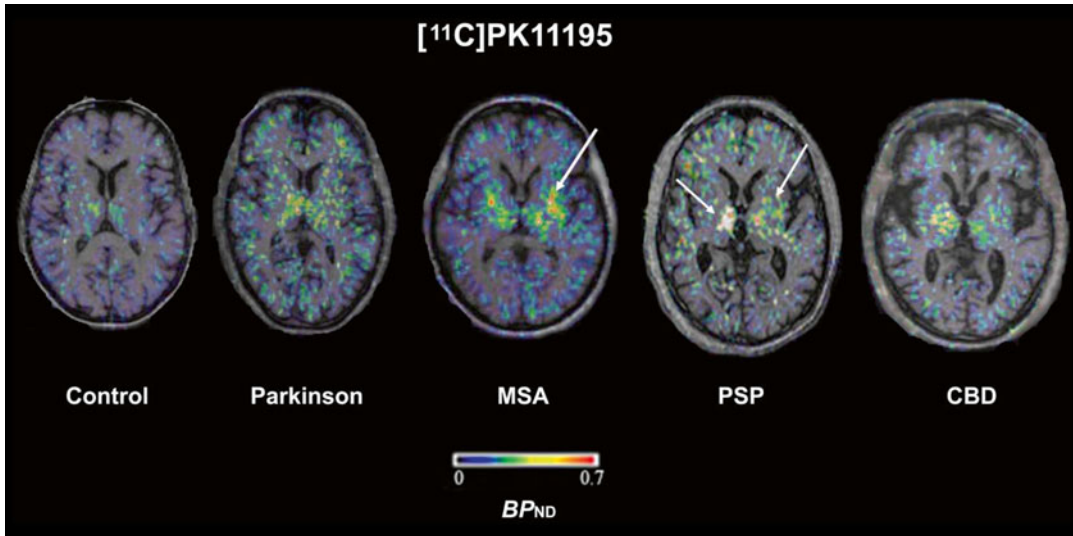 [¹¹C]PK11195
Control Parkinson MSA PSP CBD
0 0.7
BPND